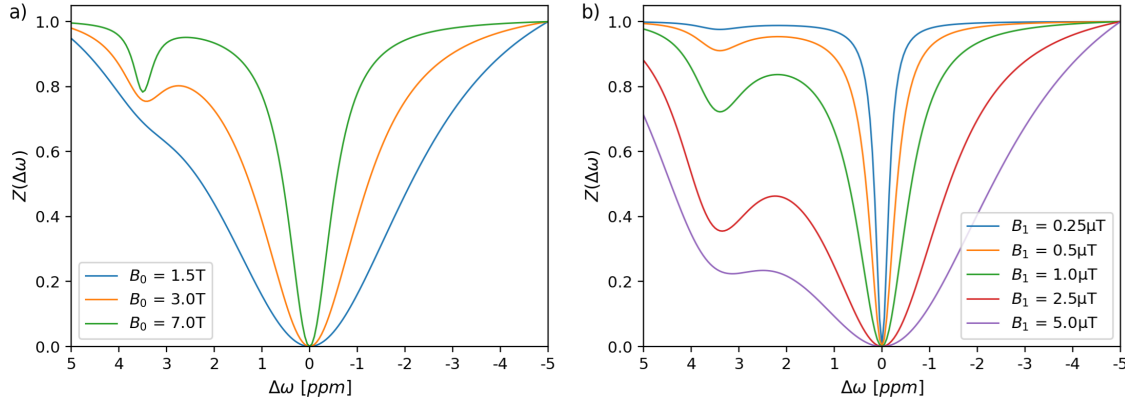 a)
1.0
0.8
0.6
0.4
0.2
0.0
Z(Δω)
B₀ = 1.5T
B₀ = 3.0T
B₀ = 7.0T
5 4 3 2 1 0 -1 -2 -3 -4 -5
Δω [ppm]
b)
1.0
0.8
0.6
0.4
0.2
0.0
Z(Δω)
B₁ = 0.25μT
B₁ = 0.5μT
B₁ = 1.0μT
B₁ = 2.5μT
B₁ = 5.0μT
5 4 3 2 1 0 -1 -2 -3 -4 -5
Δω [ppm]